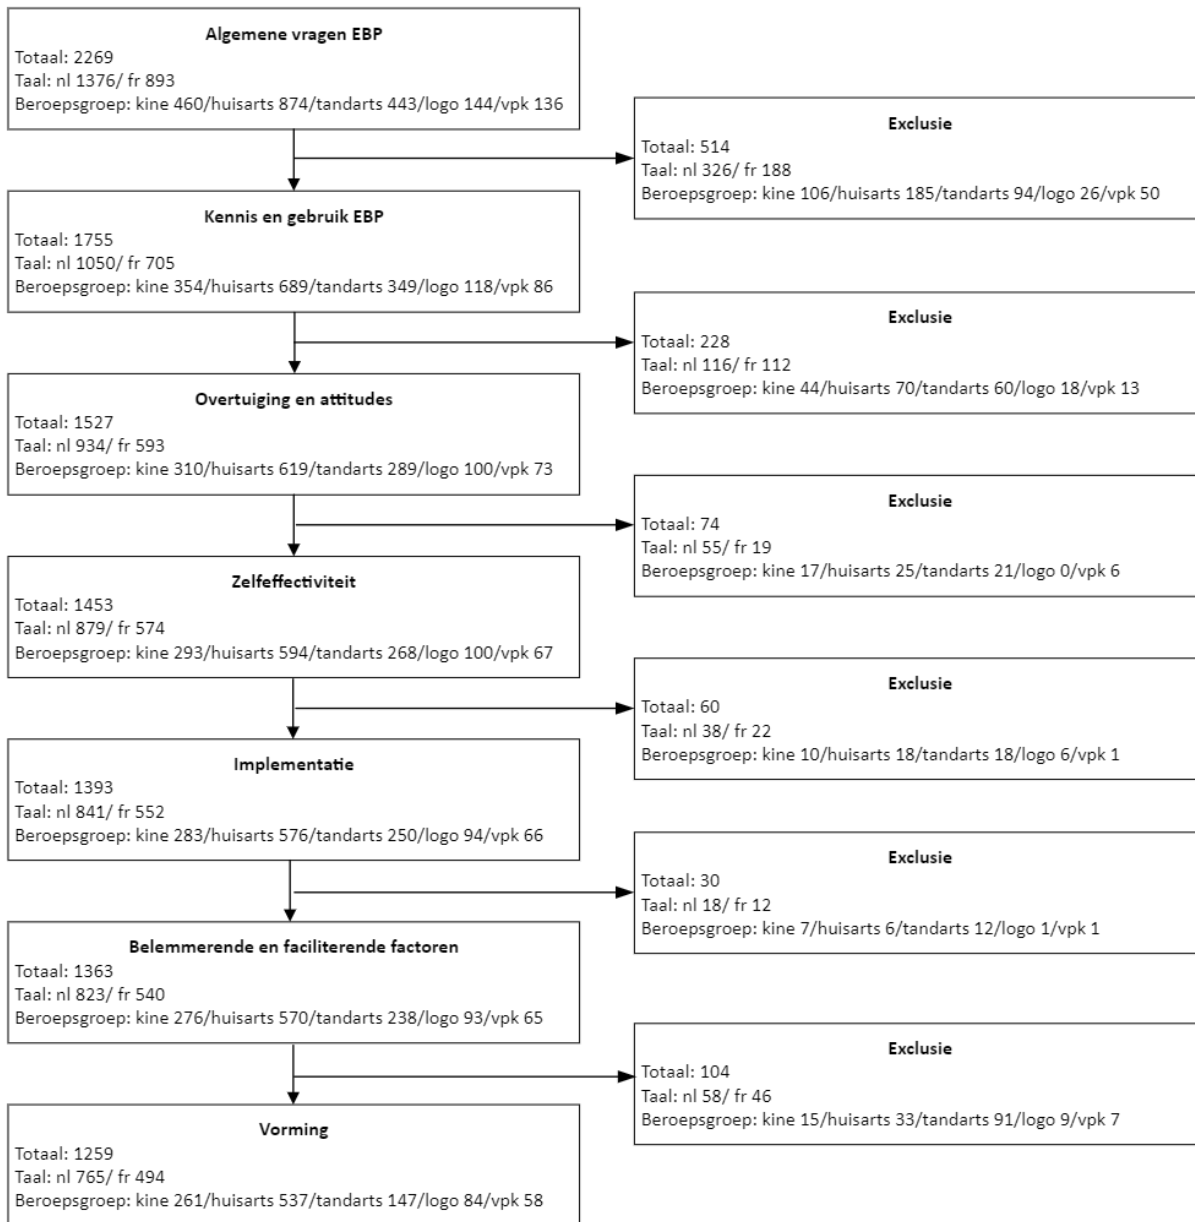 Algemene vragen EBP
Totaal: 2269
Taal: nl 1376/ fr 893
Beroepsgroep: kine 460/huisarts 874/tandarts 443/logo 144/vpk 136
Exclusie
Totaal: 514
Taal: nl 326/ fr 188
Beroepsgroep: kine 106/huisarts 185/tandarts 94/logo 26/vpk 50
Kennis en gebruik EBP
Totaal: 1755
Taal: nl 1050/ fr 705
Beroepsgroep: kine 354/huisarts 689/tandarts 349/logo 118/vpk 86
Exclusie
Totaal: 228
Taal: nl 116/ fr 112
Beroepsgroep: kine 44/huisarts 70/tandarts 60/logo 18/vpk 13
Overtuiging en attitudes
Totaal: 1527
Taal: nl 934/ fr 593
Beroepsgroep: kine 310/huisarts 619/tandarts 289/logo 100/vpk 73
Exclusie
Totaal: 74
Taal: nl 55/ fr 19
Beroepsgroep: kine 17/huisarts 25/tandarts 21/logo 0/vpk 6
Zelfeffectiviteit
Totaal: 1453
Taal: nl 879/ fr 574
Beroepsgroep: kine 293/huisarts 594/tandarts 268/logo 100/vpk 67
Exclusie
Totaal: 60
Taal: nl 38/ fr 22
Beroepsgroep: kine 10/huisarts 18/tandarts 18/logo 6/vpk 1
Implementatie
Totaal: 1393
Taal: nl 841/ fr 552
Beroepsgroep: kine 283/huisarts 576/tandarts 250/logo 94/vpk 66
Exclusie
Totaal: 30
Taal: nl 18/ fr 12
Beroepsgroep: kine 7/huisarts 6/tandarts 12/logo 1/vpk 1
Belemmerende en faciliterende factoren
Totaal: 1363
Taal: nl 823/ fr 540
Beroepsgroep: kine 276/huisarts 570/tandarts 238/logo 93/vpk 65
Exclusie
Totaal: 104
Taal: nl 58/ fr 46
Beroepsgroep: kine 15/huisarts 33/tandarts 91/logo 9/vpk 7
Vorming
Totaal: 1259
Taal: nl 765/ fr 494
Beroepsgroep: kine 261/huisarts 537/tandarts 147/logo 84/vpk 58